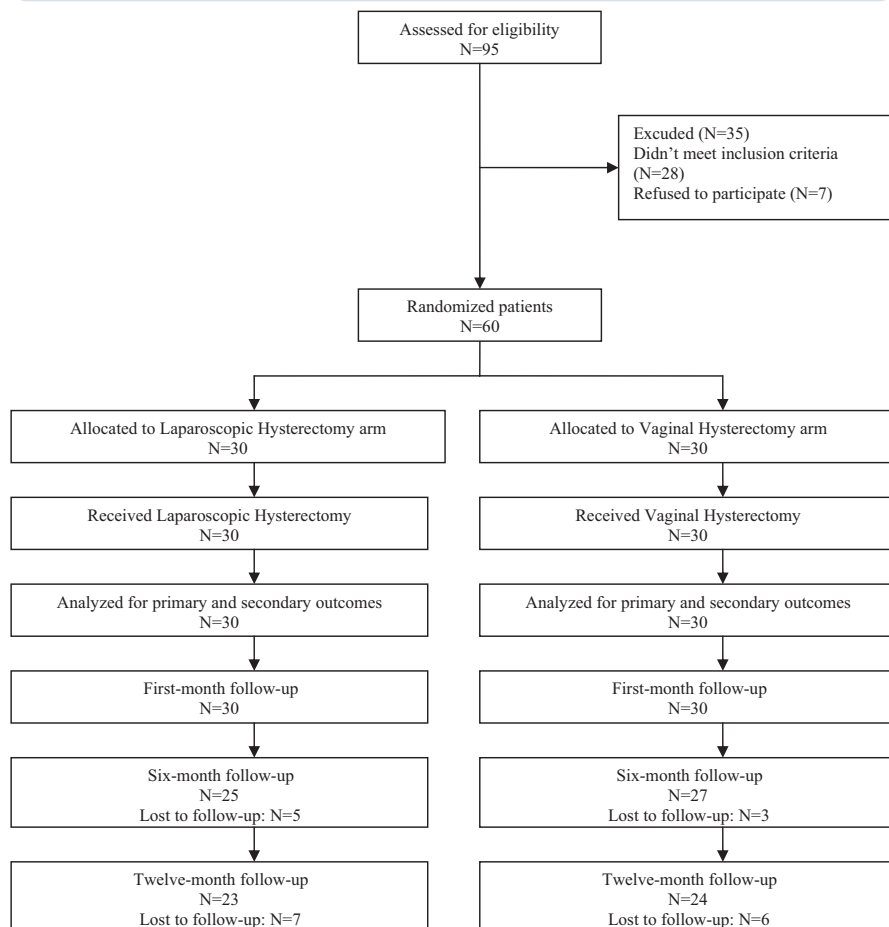 Assessed for eligibility
N=95
Excuded (N=35)
Didn't meet inclusion criteria
(N=28)
Refused to participate (N=7)
Randomized patients
N=60
Allocated to Laparoscopic Hysterectomy arm
N=30
Allocated to Vaginal Hysterectomy arm
N=30
Received Laparoscopic Hysterectomy
N=30
Received Vaginal Hysterectomy
N=30
Analyzed for primary and secondary outcomes
N=30
Analyzed for primary and secondary outcomes
N=30
First-month follow-up
N=30
First-month follow-up
N=30
Six-month follow-up
N=25
Lost to follow-up: N=5
Six-month follow-up
N=27
Lost to follow-up: N=3
Twelve-month follow-up
N=23
Lost to follow-up: N=7
Twelve-month follow-up
N=24
Lost to follow-up: N=6